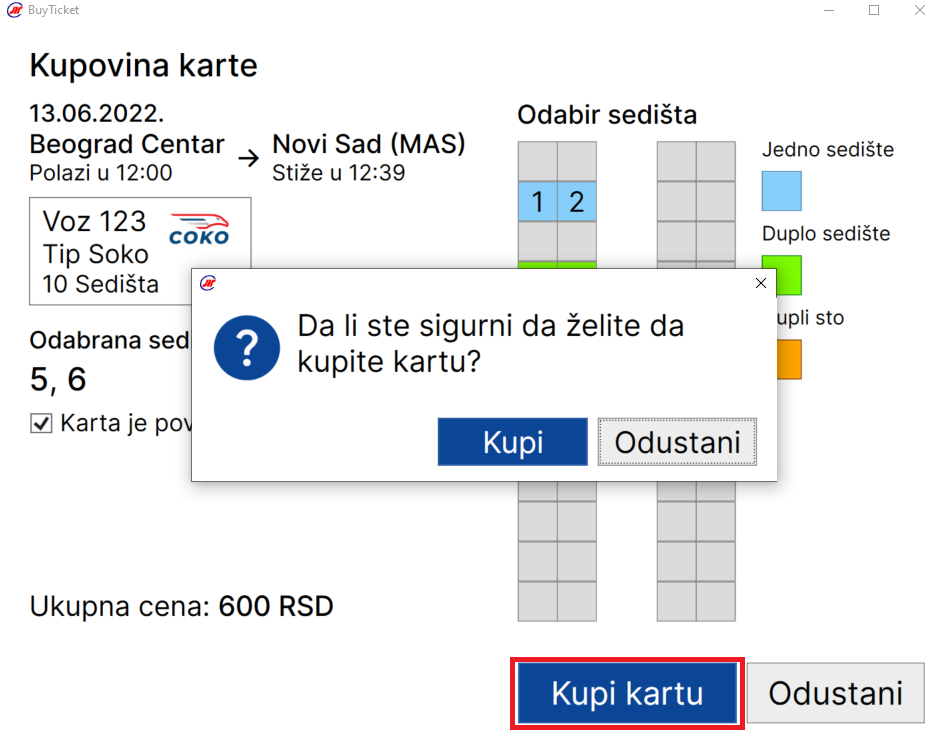 BuyTicket
Kupovina karte
13.06.2022.
Beograd Centar → Novi Sad (MAS)
Polazi u 12:00
Stiže u 12:39
Voz 123
Tip Soko
10 Sedišta
СОКО
Odabrana sed
5, 6
Karta je pov
Ukupna cena: 600 RSD
Odabir sedišta
1 2
Jedno sedište
Duplo sedište
upli sto
Da li ste sigurni da želite da
kupite kartu?
Kupi
Odustani
Kupi kartu
Odustani